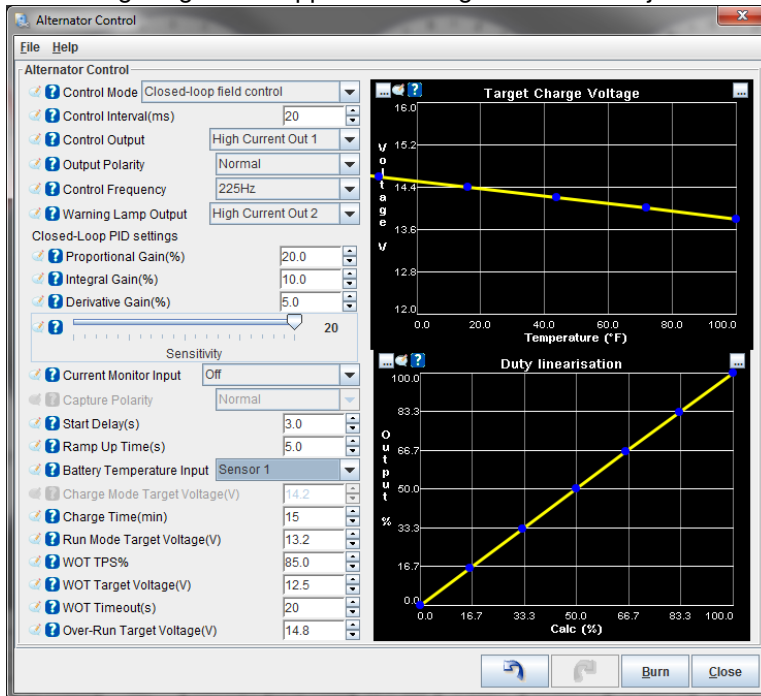 Alternator Control
File Help
Alternator Control
Control Mode Closed-loop field control
Control Interval(ms) 20
Control Output High Current Out 1
Output Polarity Normal
Control Frequency 225Hz
Warning Lamp Output High Current Out 2
Closed-Loop PID settings
Proportional Gain(%) 20.0
Integral Gain(%) 10.0
Derivative Gain(%) 5.0
20
Sensitivity
Current Monitor Input Off
Capture Polarity Normal
Start Delay(s) 3.0
Ramp Up Time(s) 5.0
Battery Temperature Input Sensor 1
Charge Mode Target Voltage(V) 14.2
Charge Time(min) 15
Run Mode Target Voltage(V) 13.2
WOT TPS% 85.0
WOT Target Voltage(V) 12.5
WOT Timeout(s) 20
Over-Run Target Voltage(V) 14.8
... ? Target Charge Voltage ...
Voltage V
16.0
15.2
14.4
13.6
12.8
12.0
0.0 20.0 40.0 60.0 80.0 100.0
Temperature (°F)
... ? Duty linearisation ...
Output %
100.0
83.3
66.7
50.0
33.3
16.7
0.0
0.0 16.7 33.3 50.0 66.7 83.3 100.0
Calc (%)
Burn Close